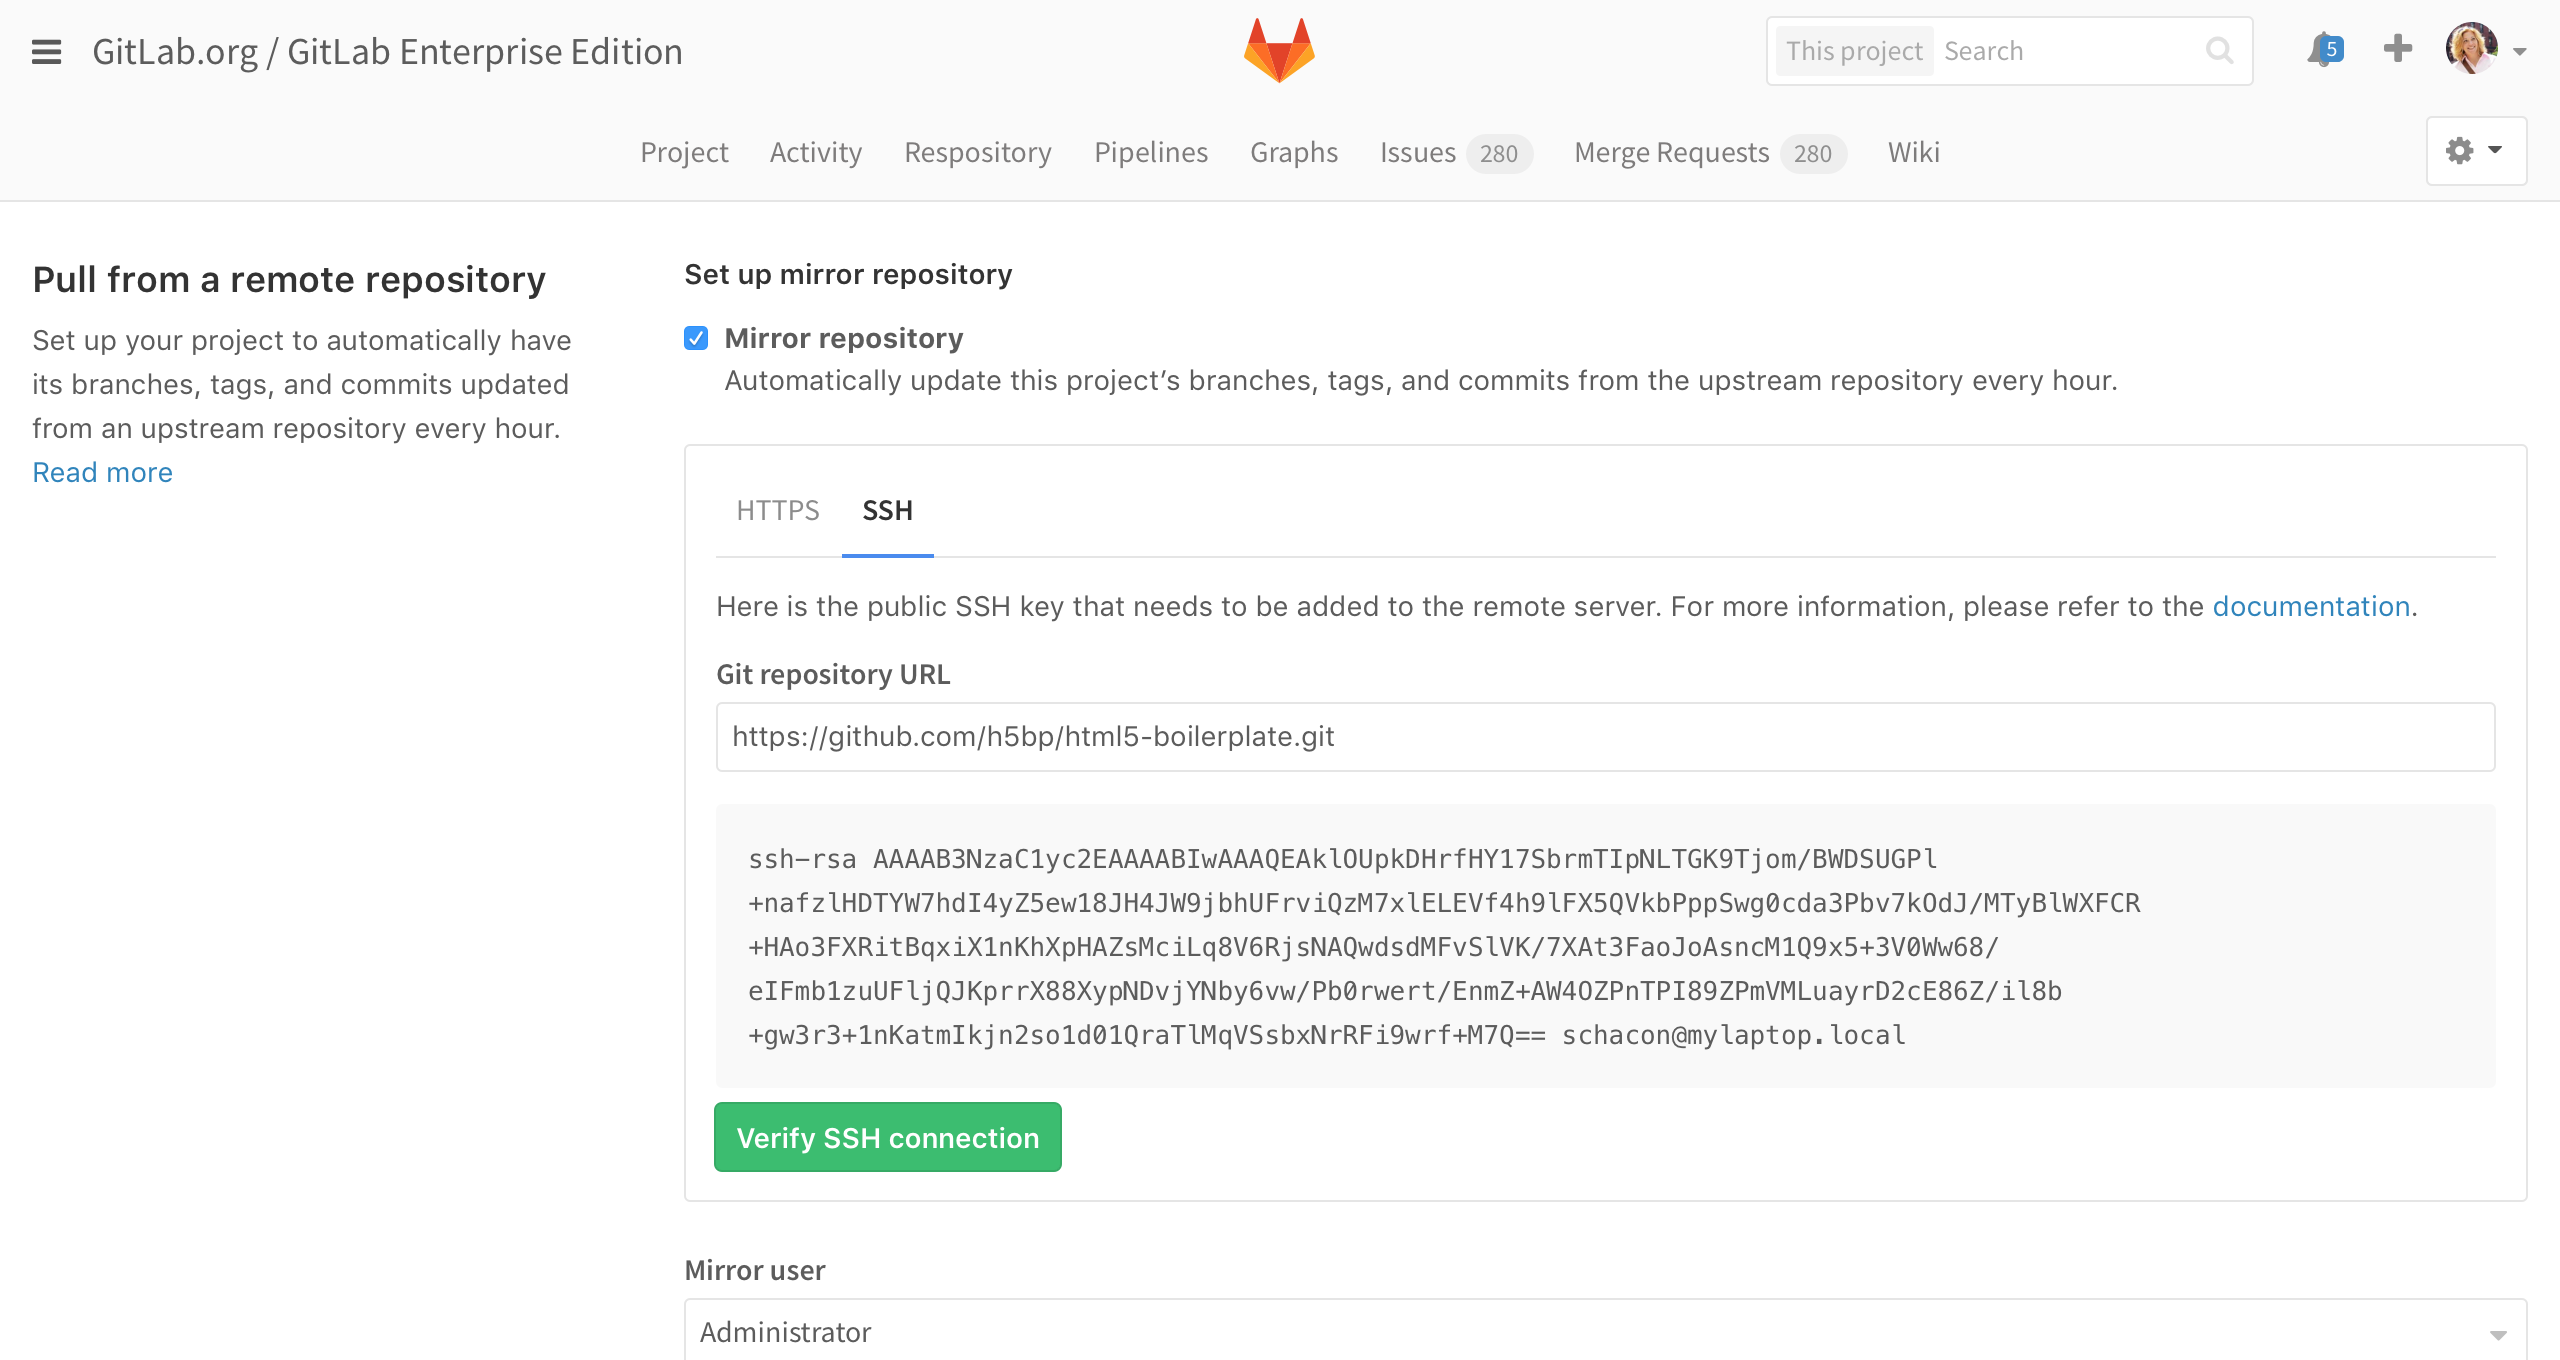 GitLab.org / GitLab Enterprise Edition
This project Search
5
Project Activity Respository Pipelines Graphs Issues 280 Merge Requests 280 Wiki
Pull from a remote repository
Set up your project to automatically have
its branches, tags, and commits updated
from an upstream repository every hour.
Read more
Set up mirror repository
Mirror repository
Automatically update this project’s branches, tags, and commits from the upstream repository every hour.
HTTPS SSH
Here is the public SSH key that needs to be added to the remote server. For more information, please refer to the documentation.
Git repository URL
https://github.com/h5bp/html5-boilerplate.git
ssh-rsa AAAAB3NzaC1yc2EAAAABIwAAAQEAklOUpkDHrfHY17SbrmTIpNLTGK9Tjom/BWDSUGPl
+nafzlHDTYW7hdI4yZ5ew18JH4JW9jbhUFrviQzM7xlELEVf4h9lFX5QVkbPppSwg0cda3Pbv7kOdJ/MTyBlWXFCR
+HAo3FXRitBqxiX1nKhXpHAZsMciLq8V6RjsNAQwdsdMFvSlVK/7XAt3FaoJoAsncM1Q9x5+3V0Ww68/
eIFmb1zuUFljQJKprrX88XypNDvjYNby6vw/Pb0rwert/EnmZ+AW4OZPnTPI89ZPmVMLuayrD2cE86Z/il8b
+gw3r3+1nKatmIkjn2so1d01QraTlMqVSsbxNrRFi9wrf+M7Q== schacon@mylaptop.local
Verify SSH connection
Mirror user
Administrator